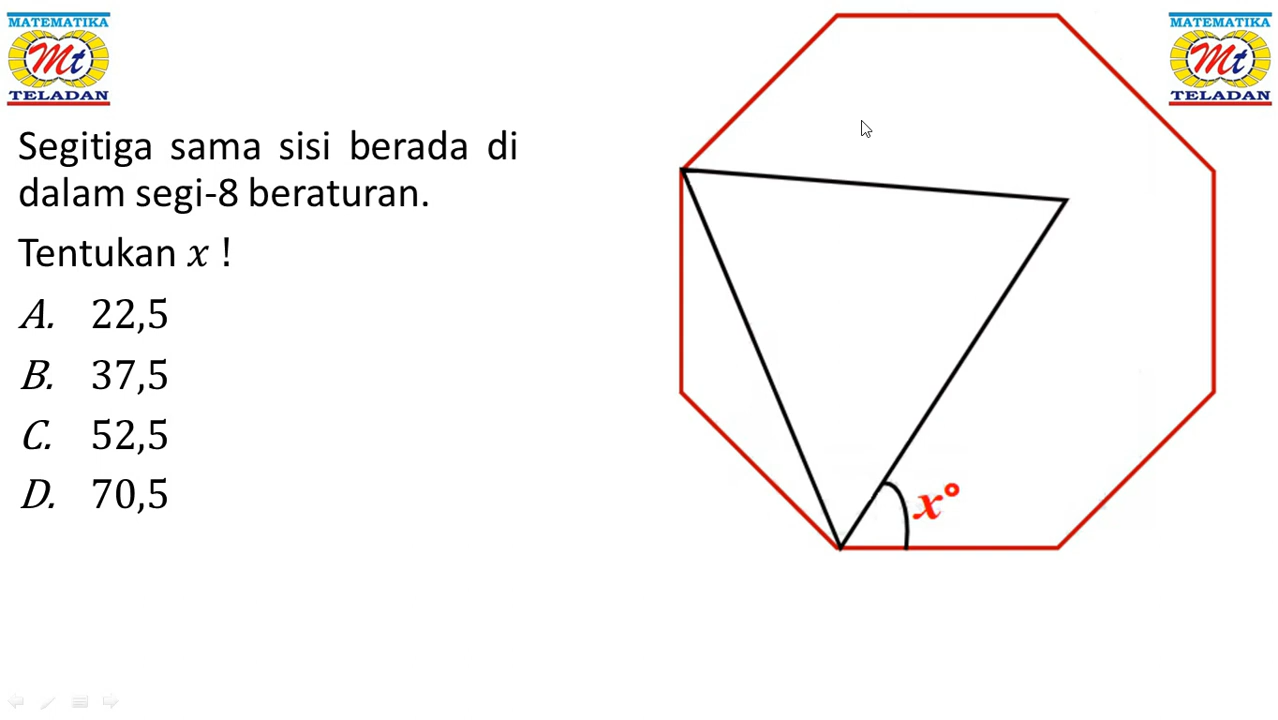 MATEMATIKA
Mt
TELADAN
MATEMATIKA
Mt
TELADAN
Segitiga sama sisi berada di
dalam segi-8 beraturan.
Tentukan x !
A. 22,5
B. 37,5
C. 52,5
D. 70,5
x°